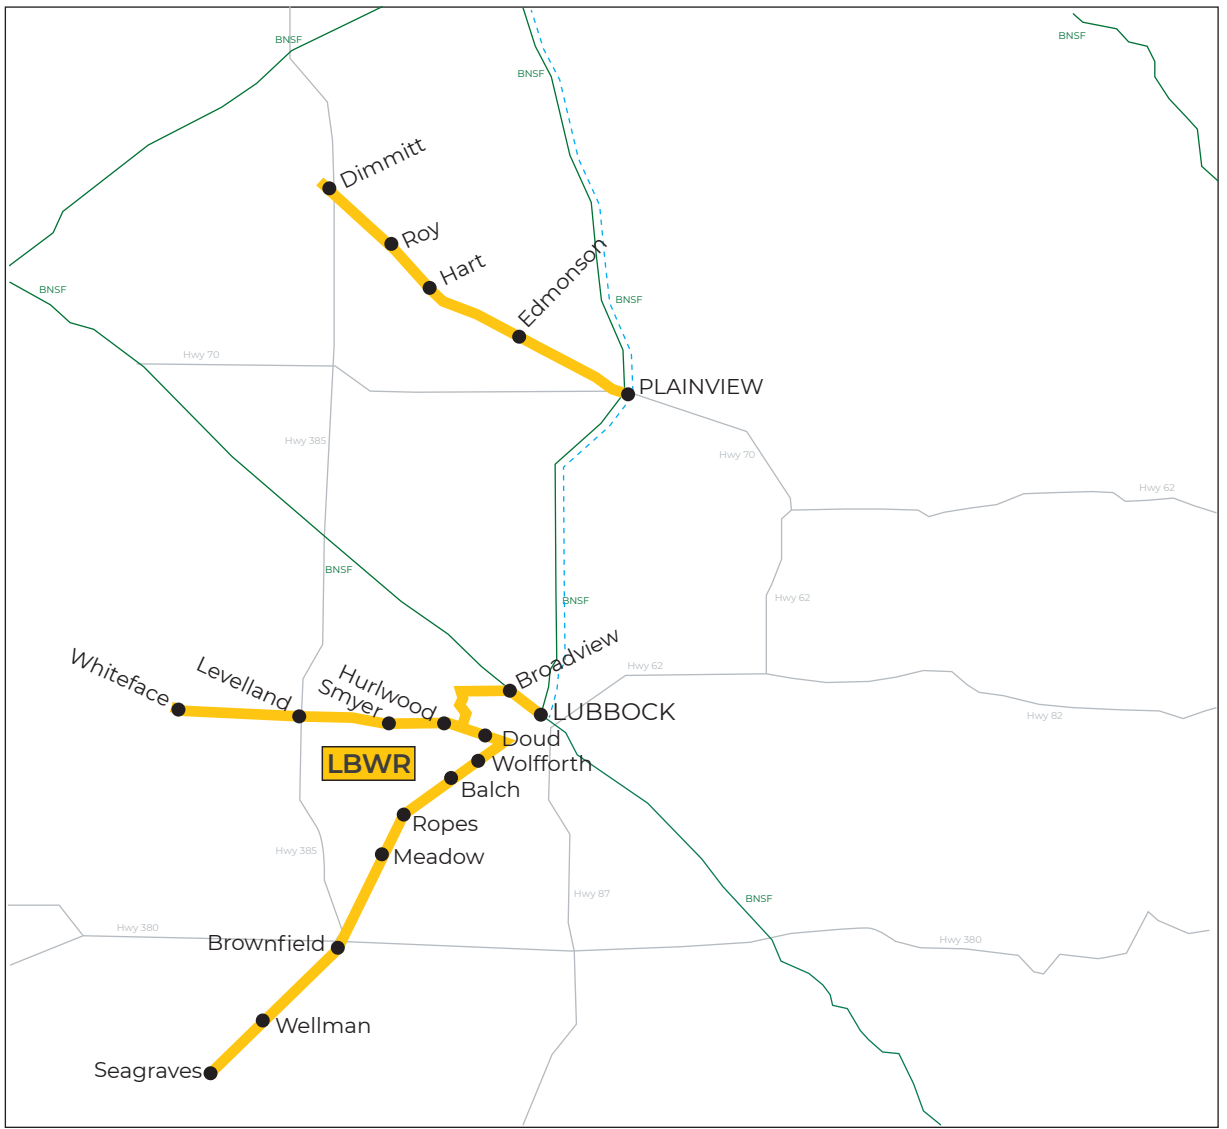 BNSF
BNSF
BNSF
Dimmitt
Roy
Hart
Edmonson
BNSF
BNSF
Hwy 70
PLAINVIEW
Hwy 385
Hwy 70
Hwy 62
BNSF
BNSF
Hwy 62
Whiteface
Levelland
Hurlwood
Smyer
Broadview
Hwy 62
LUBBOCK
Hwy 82
Doud
LBWR
Wolfforth
Balch
Ropes
Hwy 385
Meadow
Hwy 87
BNSF
Hwy 380
Brownfield
Hwy 380
Wellman
Seagraves